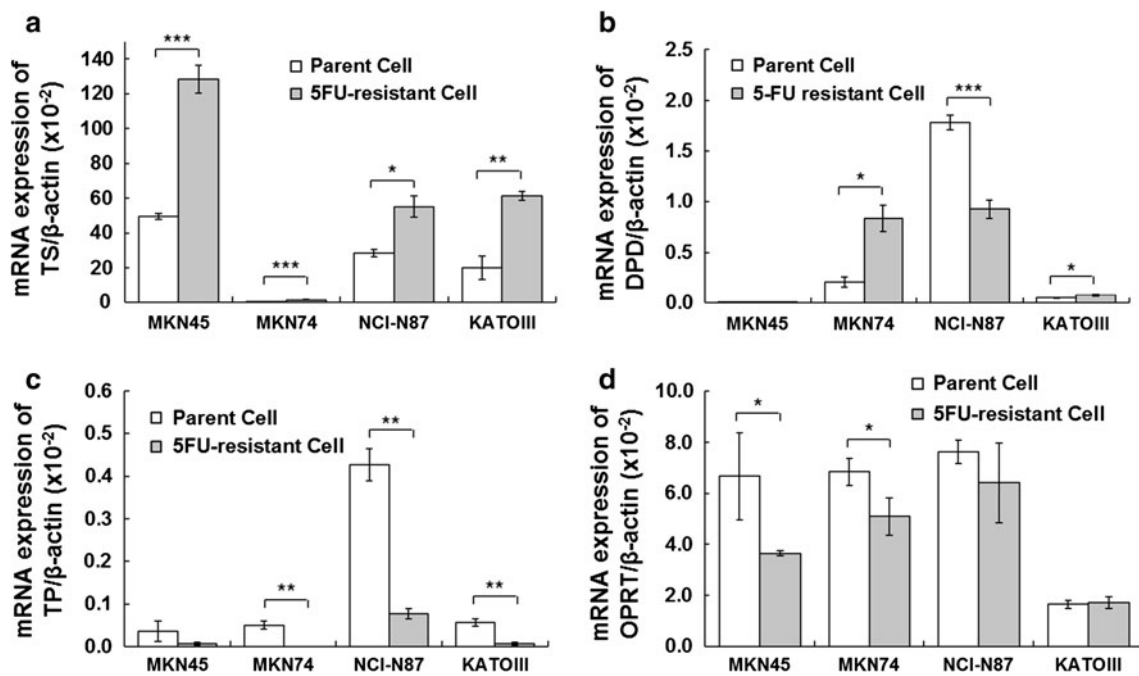 a
mRNA expression of
TS/β-actin (x10-2)
140
120
100
80
60
40
20
0
***
***
*
**
Parent Cell
5FU-resistant Cell
MKN45 MKN74 NCI-N87 KATOIII
b
mRNA expression of
DPD/β-actin (x10-2)
2.5
2.0
1.5
1.0
0.5
0.0
Parent Cell
5-FU resistant Cell
*
***
*
MKN45 MKN74 NCI-N87 KATOIII
c
mRNA expression of
TP/β-actin (x10-2)
0.6
0.5
0.4
0.3
0.2
0.1
0.0
Parent Cell
5FU-resistant Cell
**
**
**
MKN45 MKN74 NCI-N87 KATOIII
d
mRNA expression of
OPRT/β-actin (x10-2)
10.0
8.0
6.0
4.0
2.0
0.0
Parent Cell
5FU-resistant Cell
*
*
MKN45 MKN74 NCI-N87 KATOIII